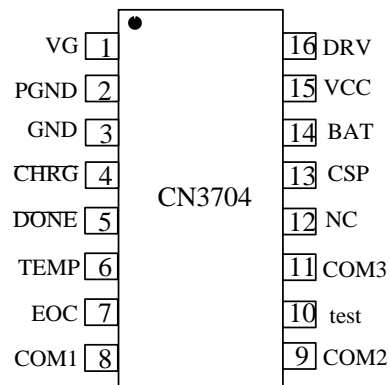 VG 1 16 DRV
PGND 2 15 VCC
GND 3 14 BAT
CHRG 4 13 CSP
CN3704
DONE 5 12 NC
TEMP 6 11 COM3
EOC 7 10 test
COM1 8 9 COM2